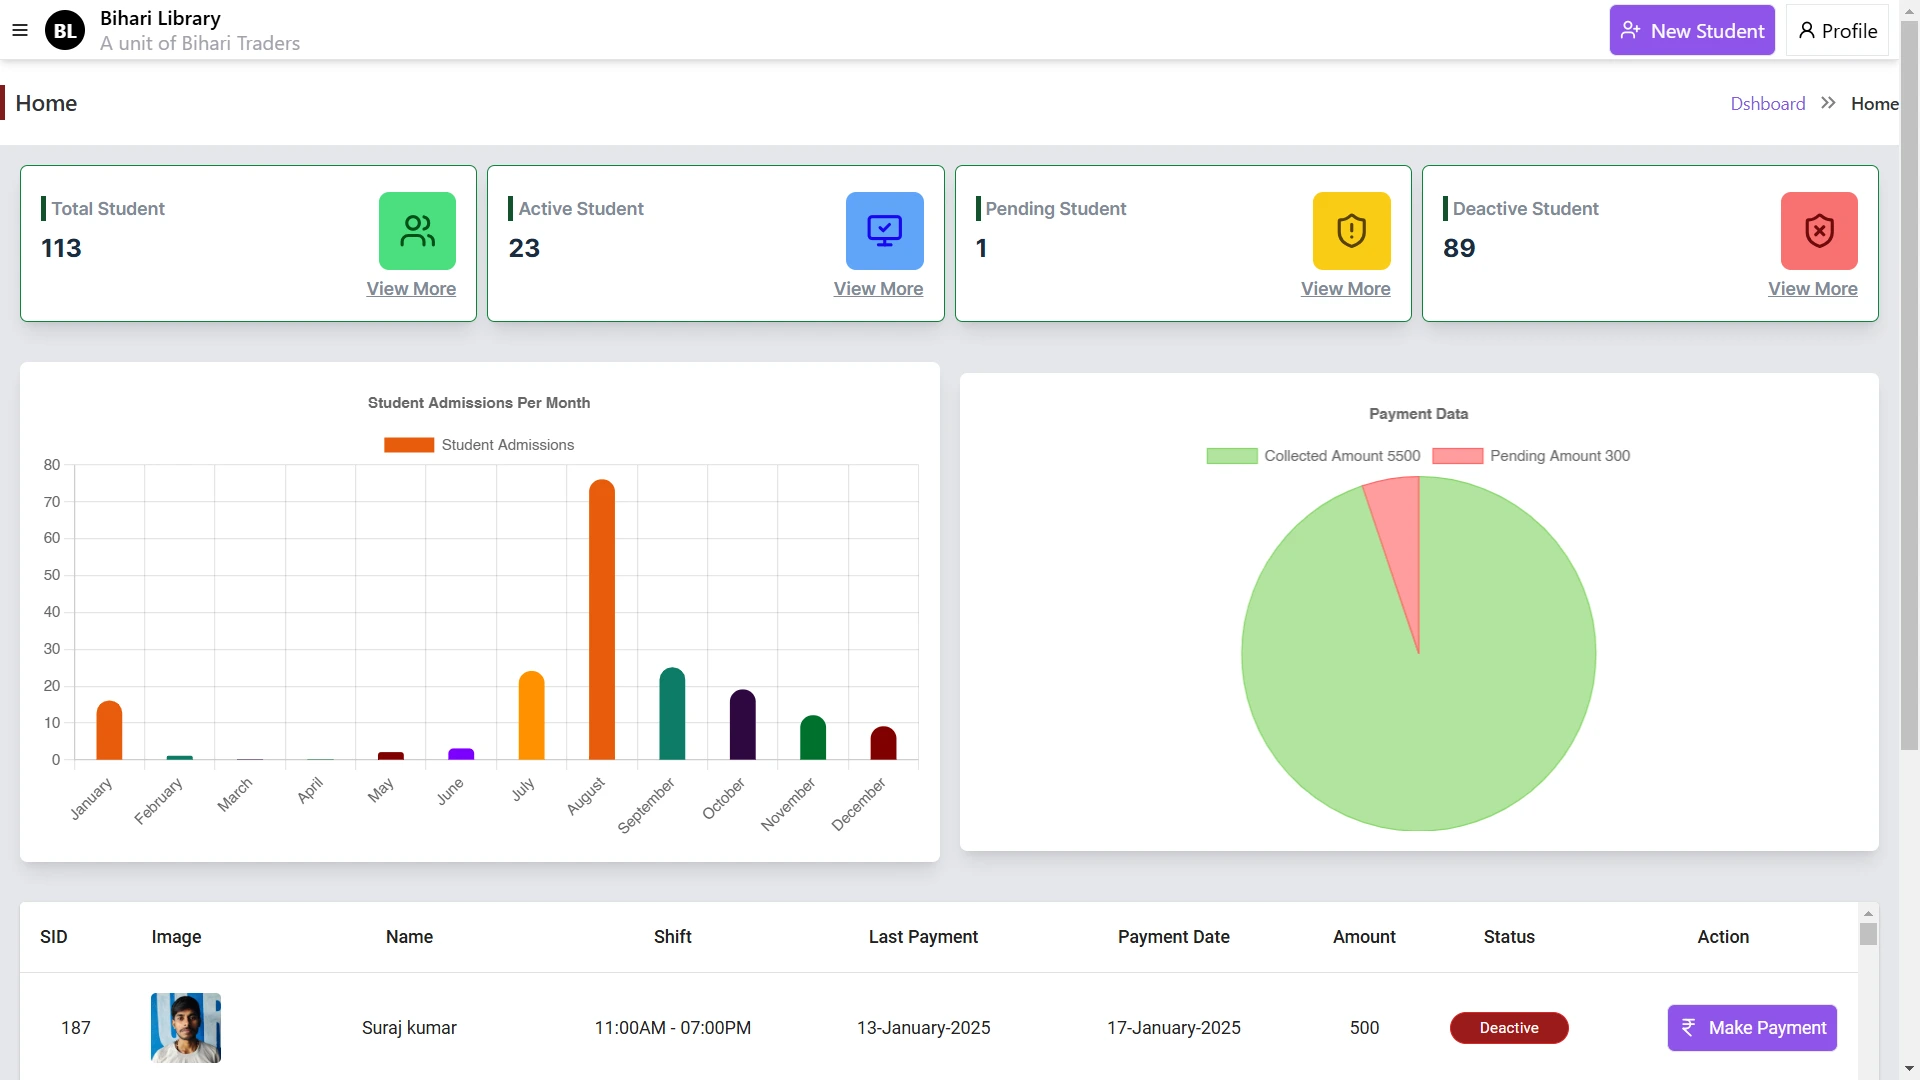 BL
Bihari Library
A unit of Bihari Traders
New Student
Profile
Home
Dshboard
Home
Total Student
113
View More
Active Student
23
View More
Pending Student
1
View More
Deactive Student
89
View More
Student Admissions Per Month
Student Admissions
80
70
60
50
40
30
20
10
0
January
February
March
April
May
June
July
August
September
October
November
December
Payment Data
Collected Amount 5500
Pending Amount 300
SID Image Name Shift Last Payment Payment Date Amount Status Action
187 Suraj kumar 11:00AM - 07:00PM 13-January-2025 17-January-2025 500 Deactive ₹ Make Payment